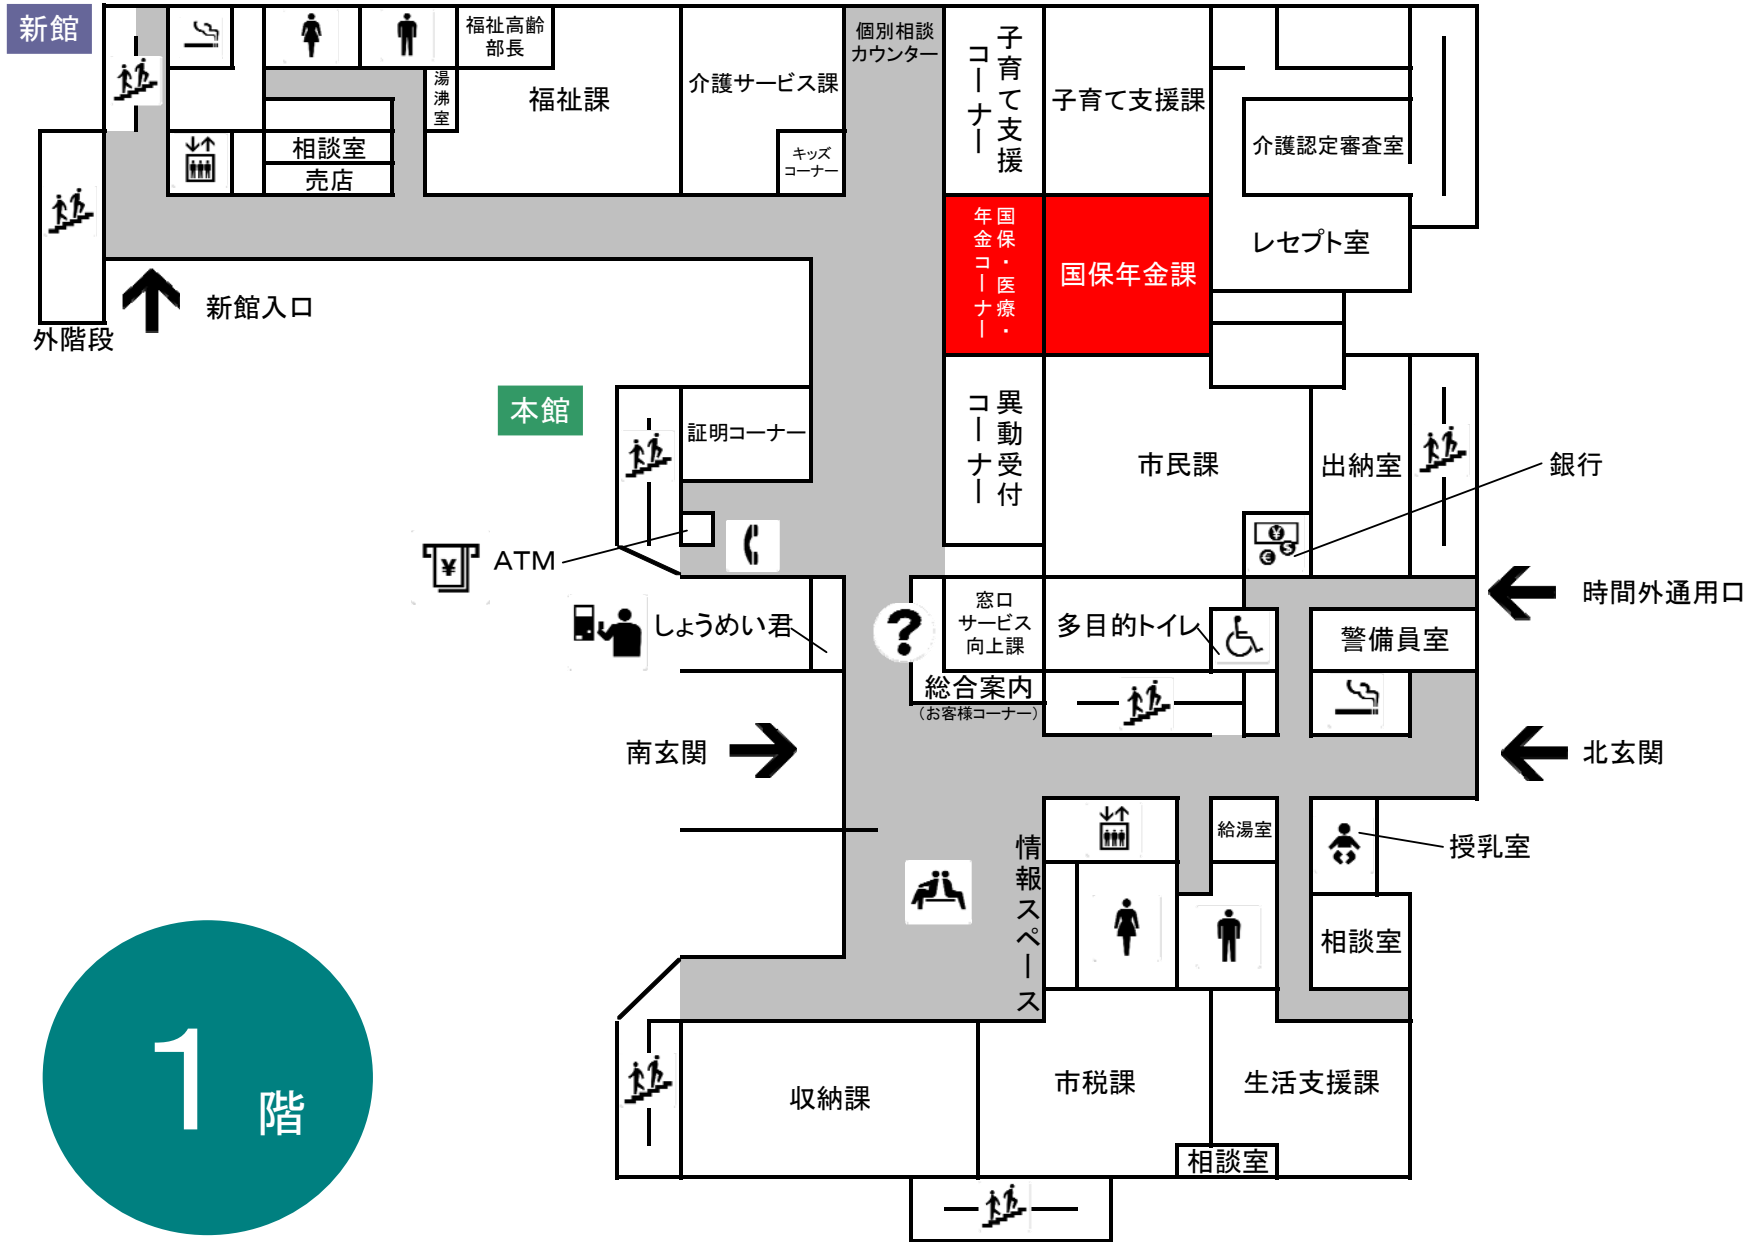 新館
福祉高齢
部長
湯沸室
福祉課
介護サービス課
キッズ
コーナー
個別相談
カウンター
子育て支援
コーナー
子育て支援課
介護認定審査室
相談室
売店
国保・医療・
年金コーナー
国保年金課
レセプト室
新館入口
外階段
本館
証明コーナー
異動受付
コーナー
市民課
出納室
銀行
ATM
しょうめい君
窓口
サービス
向上課
多目的トイレ
時間外通用口
警備員室
総合案内
（お客様コーナー）
南玄関
北玄関
情報スペース
給湯室
授乳室
相談室
1階
収納課
市税課
生活支援課
相談室